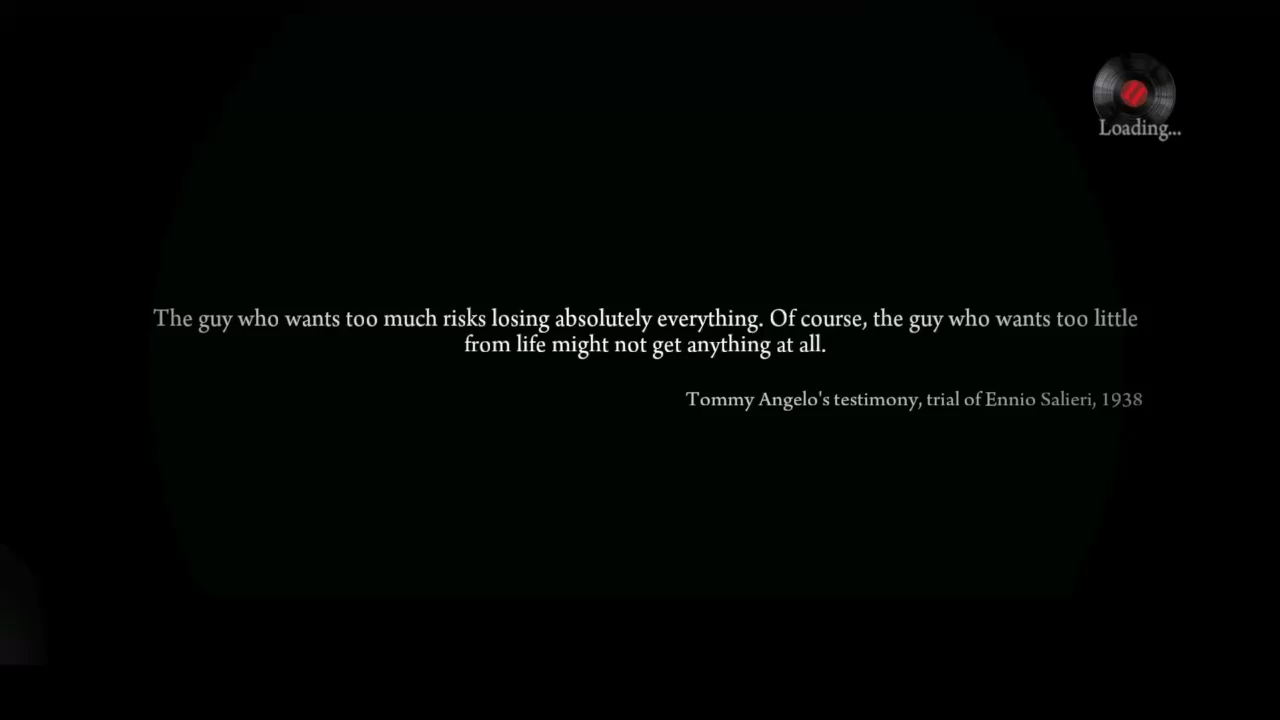 Loading...
The guy who wants too much risks losing absolutely everything. Of course, the guy who wants too little
from life might not get anything at all.
Tommy Angelo's testimony, trial of Ennio Salieri, 1938